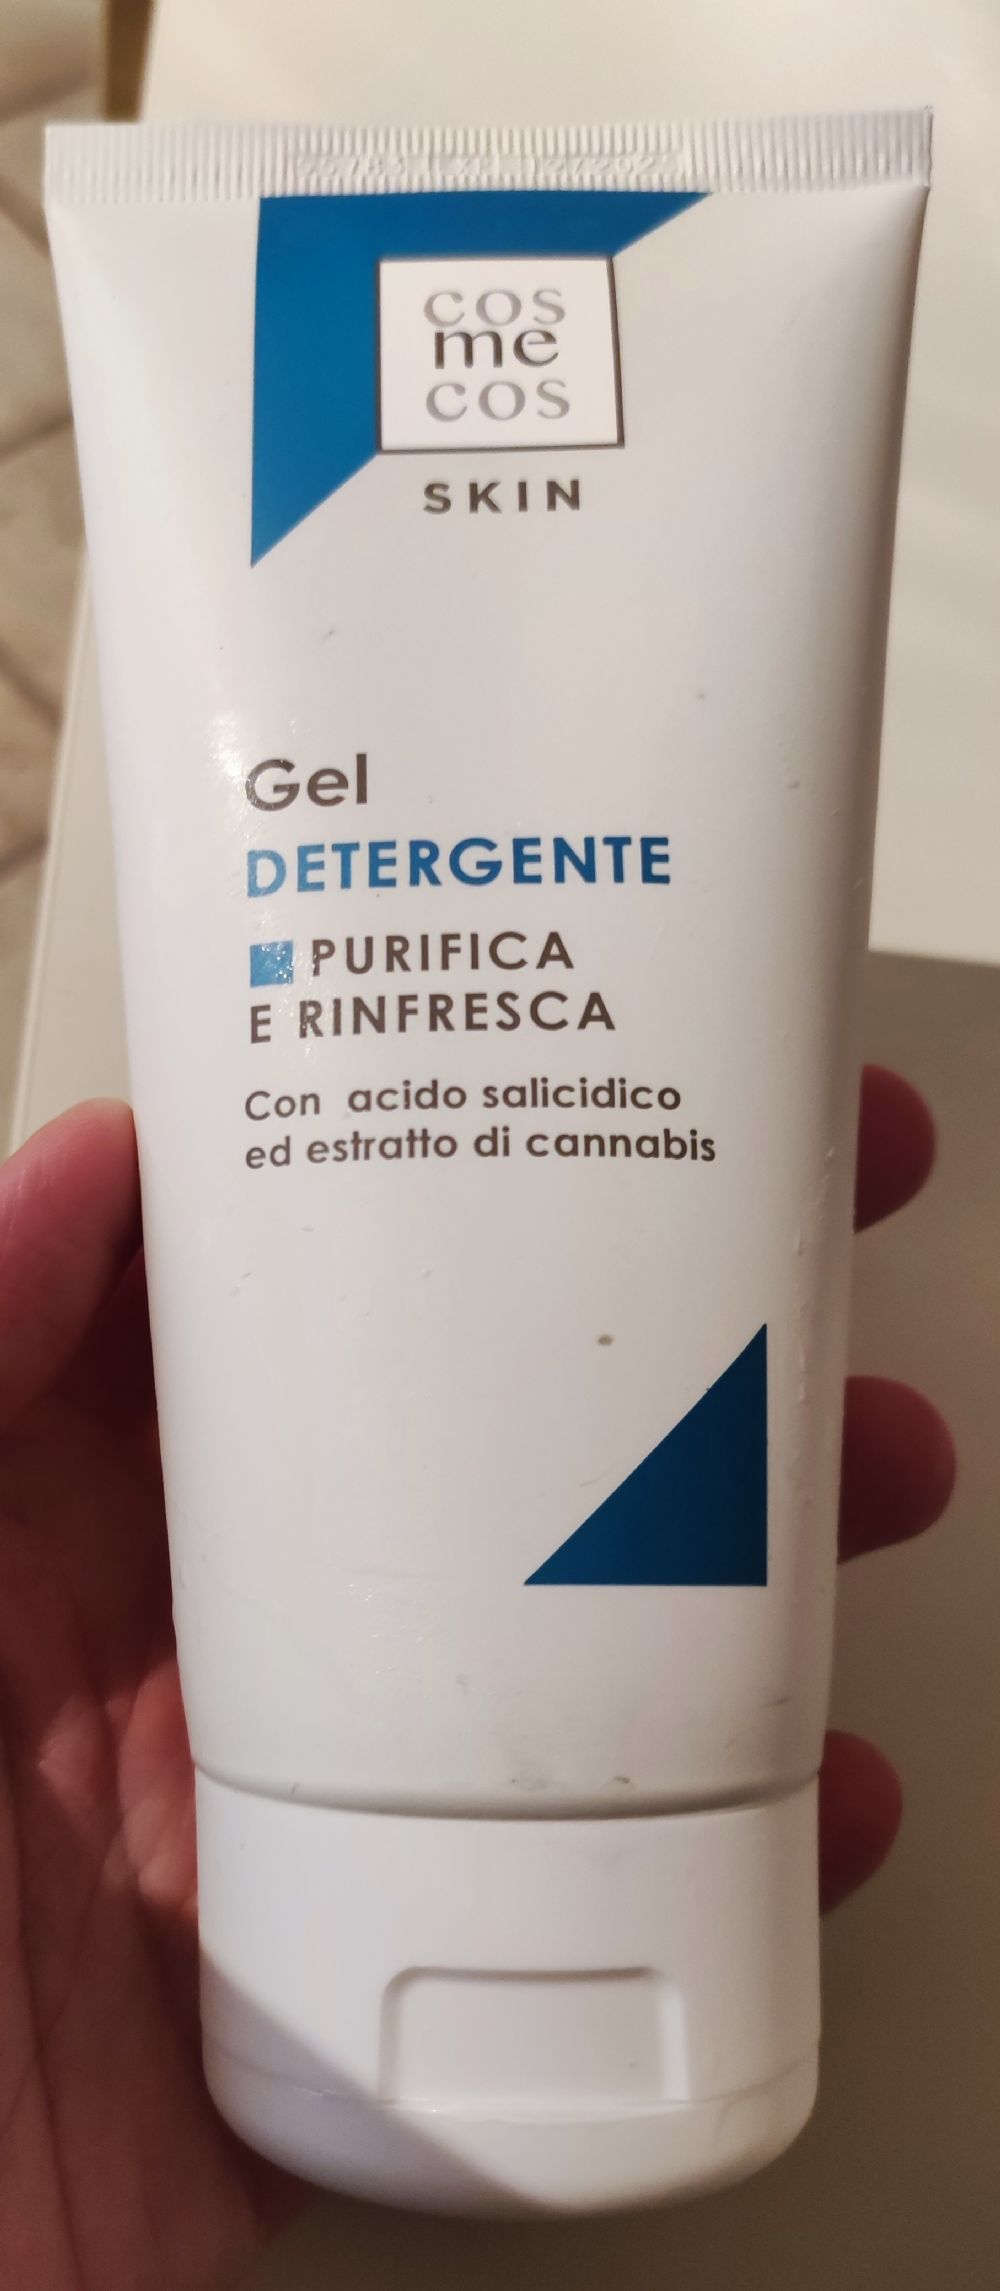 cos
me
cos
SKIN
Gel
DETERGENTE
PURIFICA
E RINFRESCA
Con acido salicidico
ed estratto di cannabis